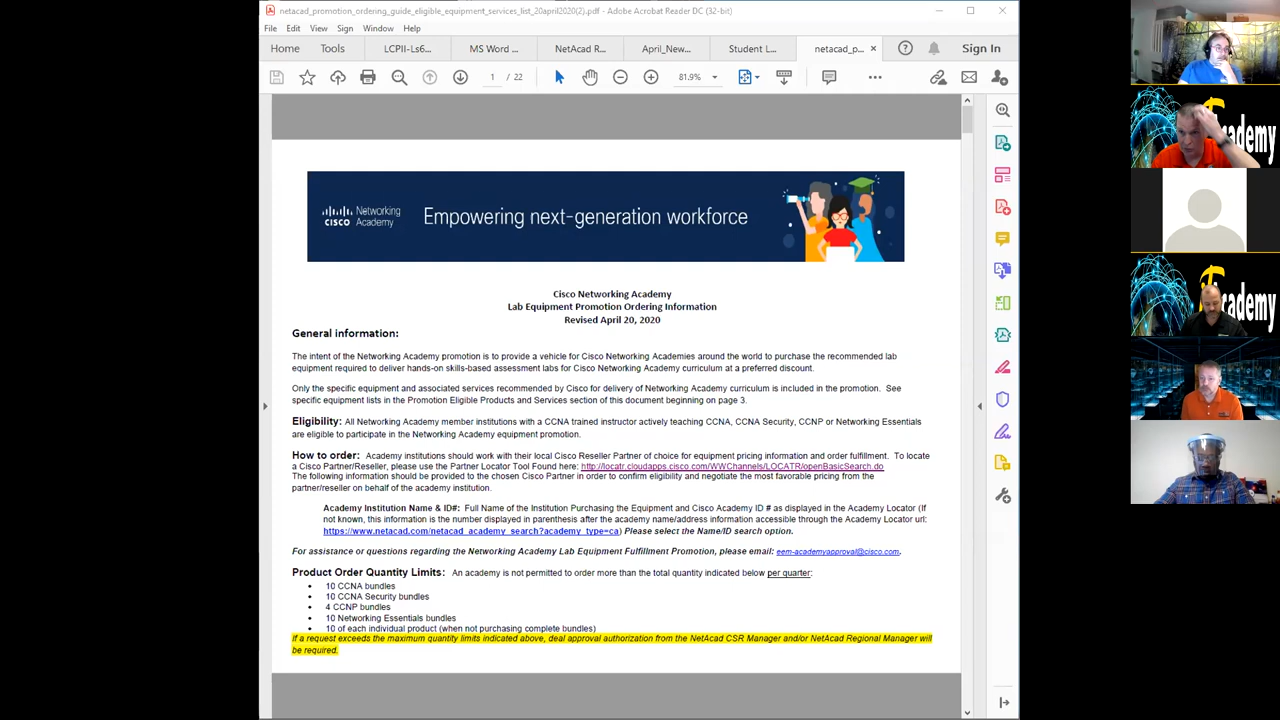 netacad_promotion_ordering_guide_eligible_equipment_services_list_20april2020(2).pdf - Adobe Acrobat Reader DC (32-bit)
File Edit View Sign Window Help
Home Tools LCPII-Ls6... MS Word ... NetAcad R... April_New... Student L... netacad_p... × Sign In
1 / 22 81.9%
Networking
CISCO Academy
Empowering next-generation workforce
Cisco Networking Academy
Lab Equipment Promotion Ordering Information
Revised April 20, 2020
General information:
The intent of the Networking Academy promotion is to provide a vehicle for Cisco Networking Academies around the world to purchase the recommended lab
equipment required to deliver hands-on skills-based assessment labs for Cisco Networking Academy curriculum at a preferred discount.
Only the specific equipment and associated services recommended by Cisco for delivery of Networking Academy curriculum is included in the promotion. See
specific equipment lists in the Promotion Eligible Products and Services section of this document beginning on page 3.
Eligibility: All Networking Academy member institutions with a CCNA trained instructor actively teaching CCNA, CCNA Security, CCNP or Networking Essentials
are eligible to participate in the Networking Academy equipment promotion.
How to order: Academy institutions should work with their local Cisco Reseller Partner of choice for equipment pricing information and order fulfillment. To locate
a Cisco Partner/Reseller, please use the Partner Locator Tool Found here: http://locatr.cloudapps.cisco.com/WWChannels/LOCATR/openBasicSearch.do
The following information should be provided to the chosen Cisco Partner in order to confirm eligibility and negotiate the most favorable pricing from the
partner/reseller on behalf of the academy institution.
Academy Institution Name & ID#: Full Name of the Institution Purchasing the Equipment and Cisco Academy ID # as displayed in the Academy Locator (If
not known, this information is the number displayed in parenthesis after the academy name/address information accessible through the Academy Locator url:
https://www.netacad.com/netacad_academy_search?academy_type=ca) Please select the Name/ID search option.
For assistance or questions regarding the Networking Academy Lab Equipment Fulfillment Promotion, please email: eem-academyapproval@cisco.com.
Product Order Quantity Limits: An academy is not permitted to order more than the total quantity indicated below per quarter:
• 10 CCNA bundles
• 10 CCNA Security bundles
• 4 CCNP bundles
• 10 Networking Essentials bundles
• 10 of each individual product (when not purchasing complete bundles)
If a request exceeds the maximum quantity limits indicated above, deal approval authorization from the NetAcad CSR Manager and/or NetAcad Regional Manager will
be required.